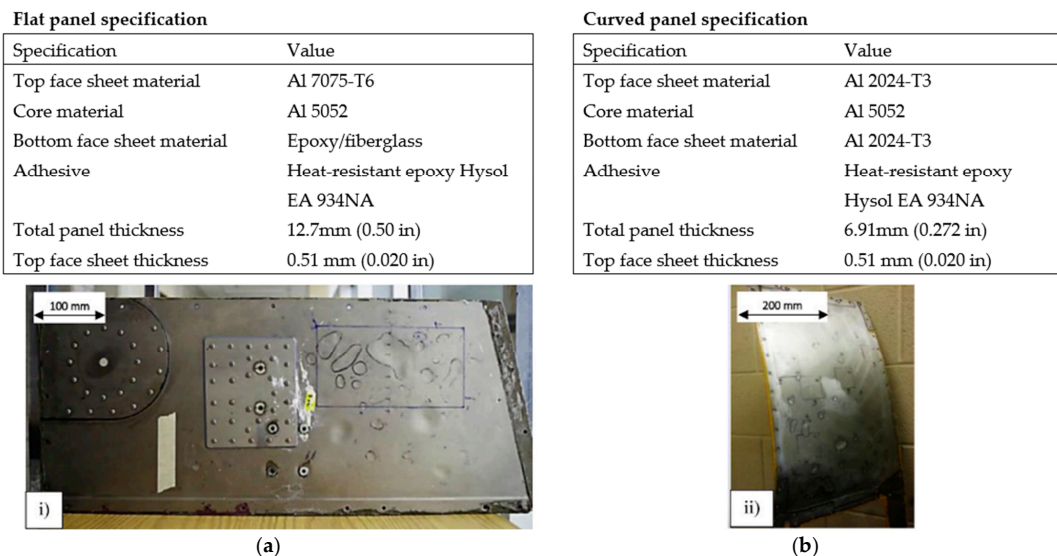 Flat panel specification
Specification Value
Top face sheet material Al 7075-T6
Core material Al 5052
Bottom face sheet material Epoxy/fiberglass
Adhesive Heat-resistant epoxy Hysol
EA 934NA
Total panel thickness 12.7mm (0.50 in)
Top face sheet thickness 0.51 mm (0.020 in)
100 mm
i)
(a)
Curved panel specification
Specification Value
Top face sheet material Al 2024-T3
Core material Al 5052
Bottom face sheet material Al 2024-T3
Adhesive Heat-resistant epoxy
Hysol EA 934NA
Total panel thickness 6.91mm (0.272 in)
Top face sheet thickness 0.51 mm (0.020 in)
200 mm
ii)
(b)